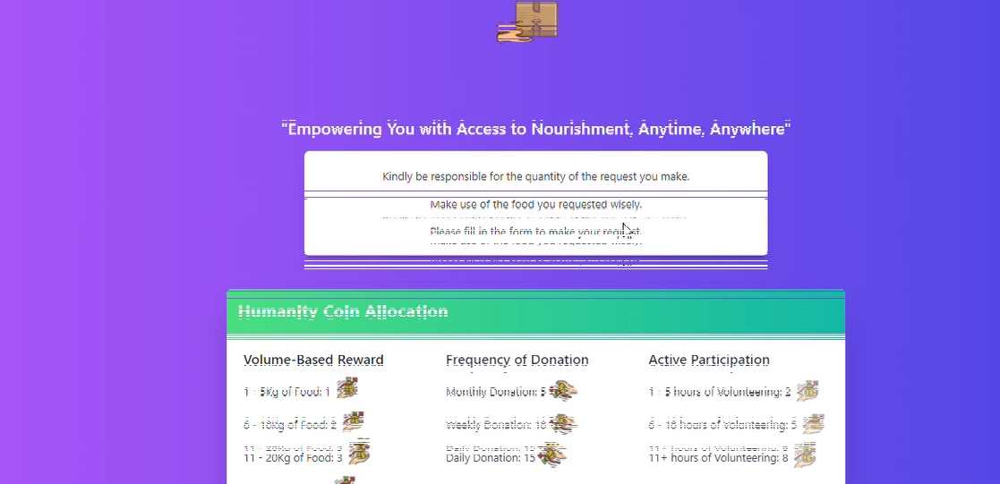 "Empowering You with Access to Nourishment, Anytime, Anywhere"
Kindly be responsible for the quantity of the request you make.
Make use of the food you requested wisely.
Please fill in the form to make your request.
Humanity Coin Allocation
Volume-Based Reward Frequency of Donation Active Participation
1 - 5Kg of Food: 1 Monthly Donation: 5 1 - 5 hours of Volunteering: 2
6 - of Food: 2 Weekly Donation: 6 - hours of Volunteering: 5
11 - 20Kg of Food: 3 Daily Donation: 15 11+ hours of Volunteering: 8